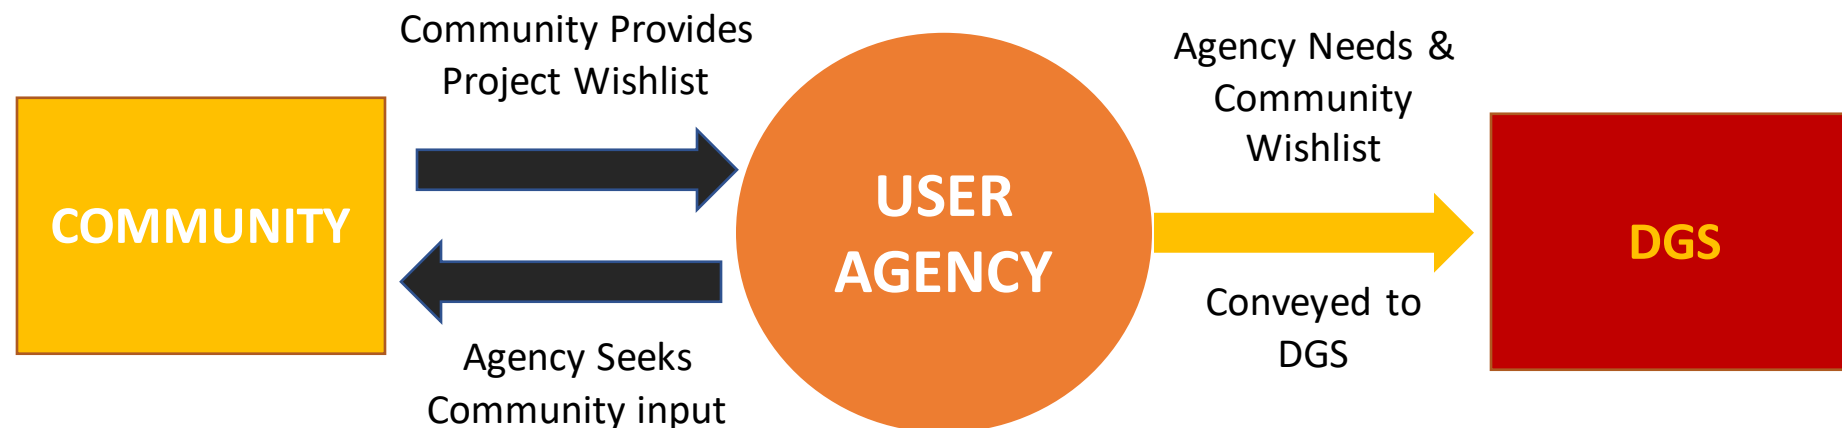 Community Provides
Project Wishlist
COMMUNITY
Agency Seeks
Community input
USER
AGENCY
Agency Needs &
Community
Wishlist
Conveyed to
DGS
DGS